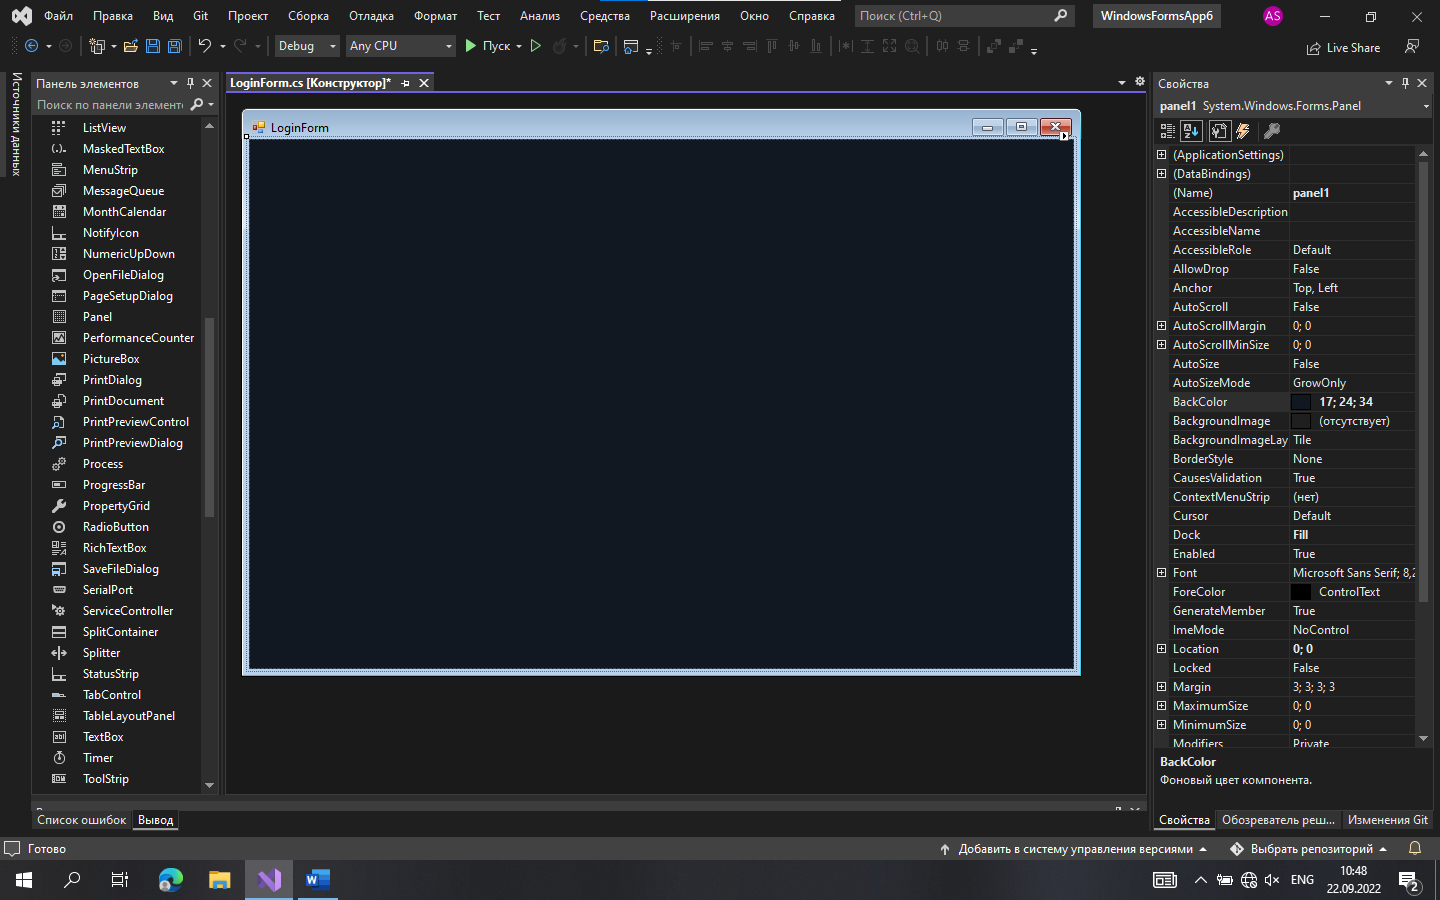 Файл Правка Вид Git Проект Сборка Отладка Формат Тест Анализ Средства Расширения Окно Справка Поиск (Ctrl+Q) WindowsFormsApp6 AS
Debug Any CPU Пуск Live Share
Источники данных
Панель элементов
Поиск по панели элемент
ListView
MaskedTextBox
MenuStrip
MessageQueue
MonthCalendar
NotifyIcon
NumericUpDown
OpenFileDialog
PageSetupDialog
Panel
PerformanceCounter
PictureBox
PrintDialog
PrintDocument
PrintPreviewControl
PrintPreviewDialog
Process
ProgressBar
PropertyGrid
RadioButton
RichTextBox
SaveFileDialog
SerialPort
ServiceController
SplitContainer
Splitter
StatusStrip
TabControl
TableLayoutPanel
TextBox
Timer
ToolStrip
LoginForm.cs [Конструктор]*
LoginForm
Свойства
panel1 System.Windows.Forms.Panel
(ApplicationSettings)
(DataBindings)
(Name) panel1
AccessibleDescription
AccessibleName
AccessibleRole Default
AllowDrop False
Anchor Top, Left
AutoScroll False
AutoScrollMargin 0; 0
AutoScrollMinSize 0; 0
AutoSize False
AutoSizeMode GrowOnly
BackColor 17; 24; 34
BackgroundImage (отсутствует)
BackgroundImageLay Tile
BorderStyle None
CausesValidation True
ContextMenuStrip (нет)
Cursor Default
Dock Fill
Enabled True
Font Microsoft Sans Serif; 8,2
ForeColor ControlText
GenerateMember True
ImeMode NoControl
Location 0; 0
Locked False
Margin 3; 3; 3; 3
MaximumSize 0; 0
MinimumSize 0; 0
Modifiers Private
BackColor
Фоновый цвет компонента.
Список ошибок Вывод
Свойства Обозреватель реш... Изменения Git
Готово Добавить в систему управления версиями Выбрать репозиторий
ENG 10:48
22.09.2022 2